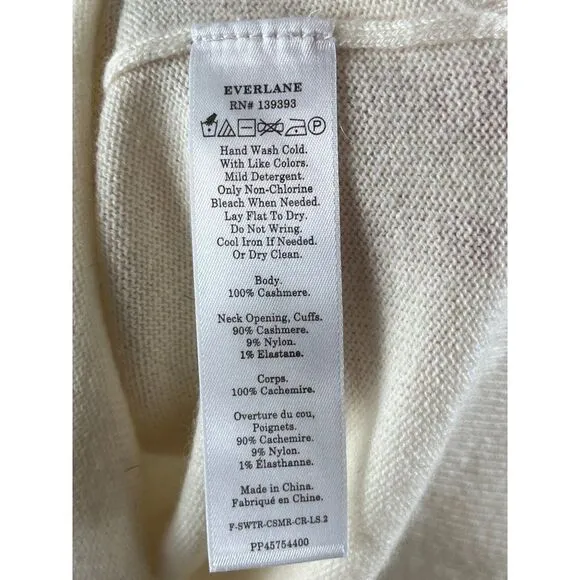 EVERLANE
RN# 139393
Hand Wash Cold.
With Like Colors.
Mild Detergent.
Only Non-Chlorine
Bleach When Needed.
Lay Flat To Dry.
Do Not Wring.
Cool Iron If Needed.
Or Dry Clean.
Body.
100% Cashmere.
Neck Opening, Cuffs.
90% Cashmere.
9% Nylon.
1% Elastane.
Corps.
100% Cachemire.
Overture du cou,
Poignets.
90% Cachemire.
9% Nylon.
1% Élasthanne.
Made in China.
Fabriqué en China.
F-SWTR-CSMR-CR-LS.2
PP45754400